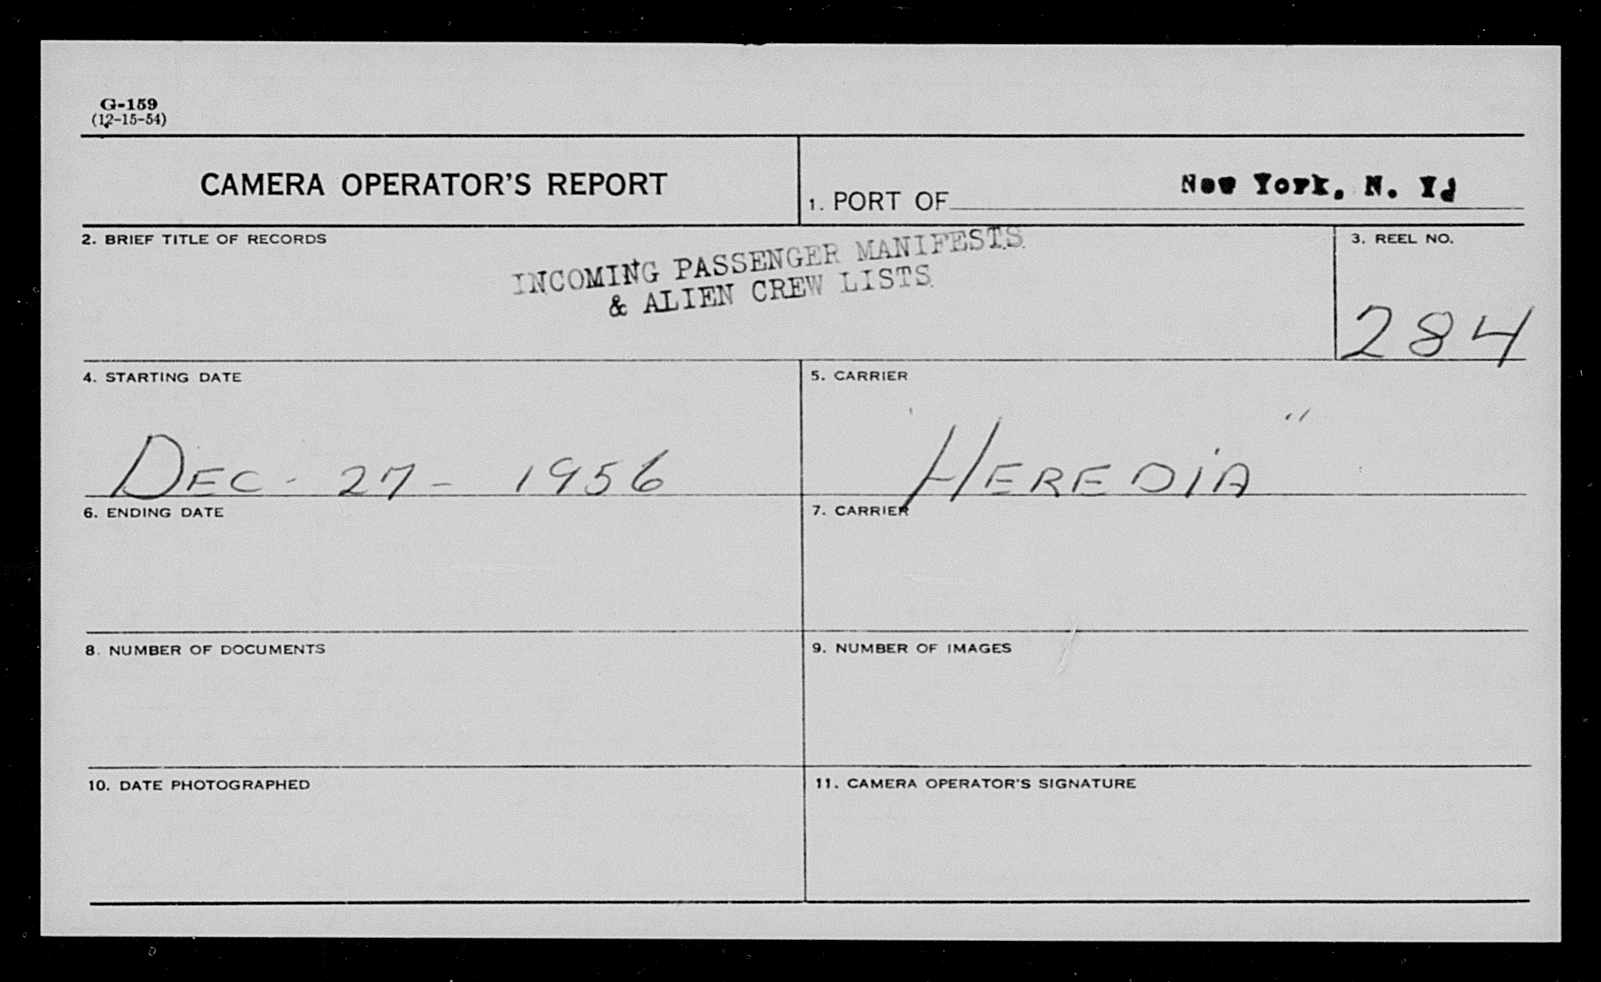 G-159
(12-15-54)
CAMERA OPERATOR'S REPORT
1. PORT OF New York, N. Y.
2. BRIEF TITLE OF RECORDS
INCOMING PASSENGER MANIFESTS
& ALIEN CREW LISTS.
3. REEL NO.
284
4. STARTING DATE
DEC - 27 - 1956
5. CARRIER
HEREDIA"
6. ENDING DATE
7. CARRIER
8. NUMBER OF DOCUMENTS
9. NUMBER OF IMAGES
10. DATE PHOTOGRAPHED
11. CAMERA OPERATOR'S SIGNATURE